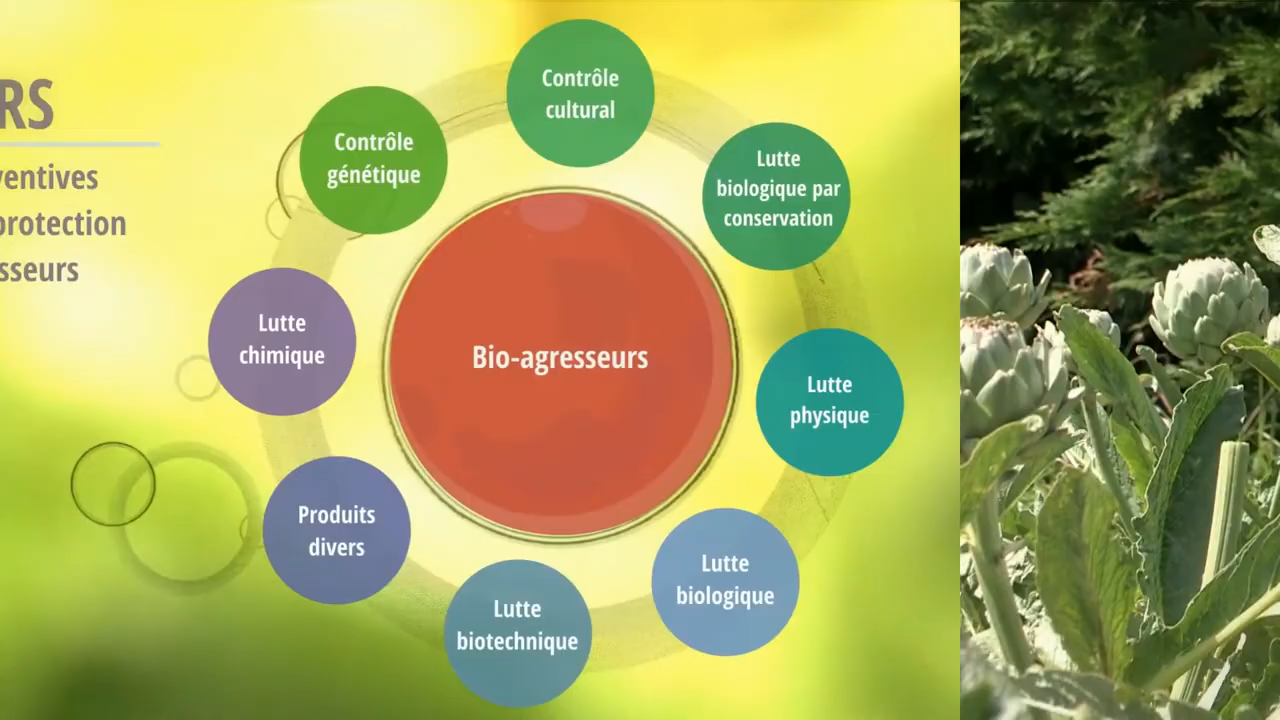 RS
ventives
protection
sseurs
Contrôle
cultural
Contrôle
génétique
Lutte
biologique par
conservation
Lutte
chimique
Bio-agresseurs
Lutte
physique
Produits
divers
Lutte
biologique
Lutte
biotechnique